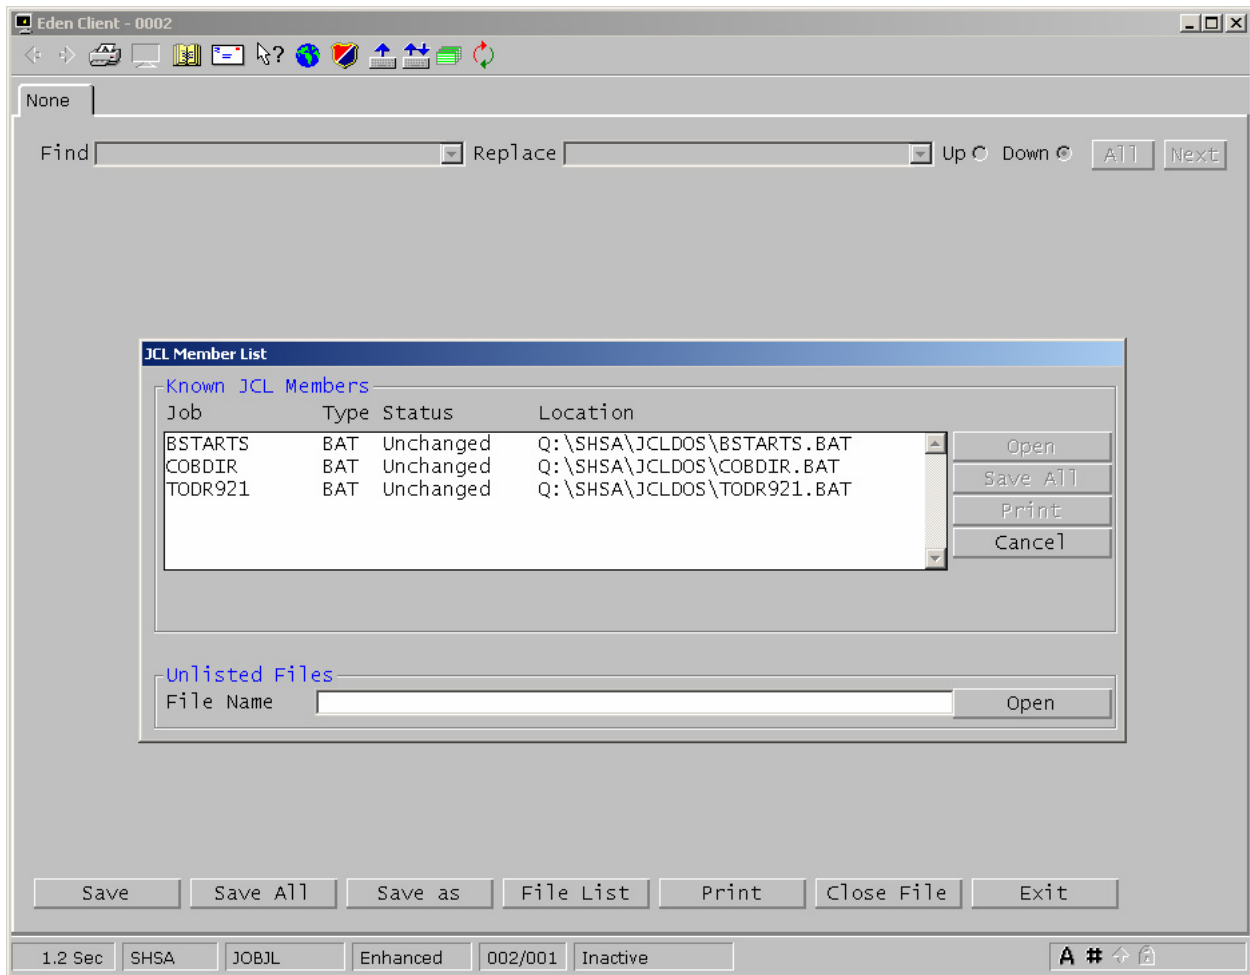 Eden Client - 0002
None
Find Replace Up Down All Next
JCL Member List
Known JCL Members
Job Type Status Location
BSTARTS BAT Unchanged Q:\SHSA\JCLDOS\BSTARTS.BAT
COBDIR BAT Unchanged Q:\SHSA\JCLDOS\COBDIR.BAT
TODR921 BAT Unchanged Q:\SHSA\JCLDOS\TODR921.BAT
Open
Save All
Print
Cancel
Unlisted Files
File Name Open
Save Save All Save as File List Print Close File Exit
1.2 Sec SHSA JOBJL Enhanced 002/001 Inactive A #